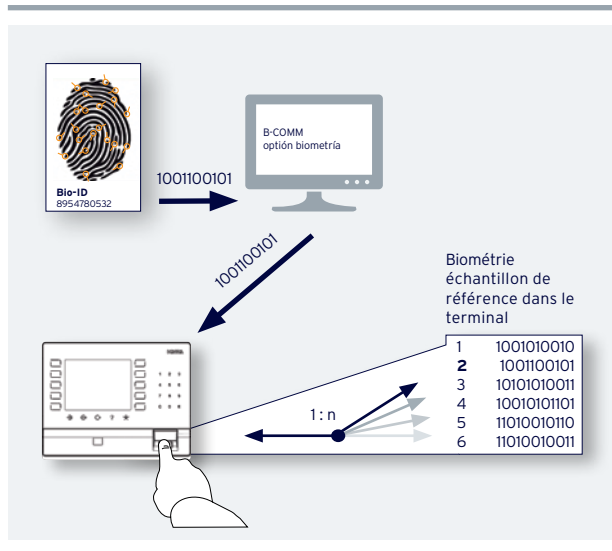 Bio-ID
8954780532
1001100101
B-COMM
optión biometría
1001100101
Biométrie
échantillon de
référence dans le
terminal
1 1001010010
2 1001100101
3 10101010011
4 10010101101
5 11010010110
6 11010010011
1 : n